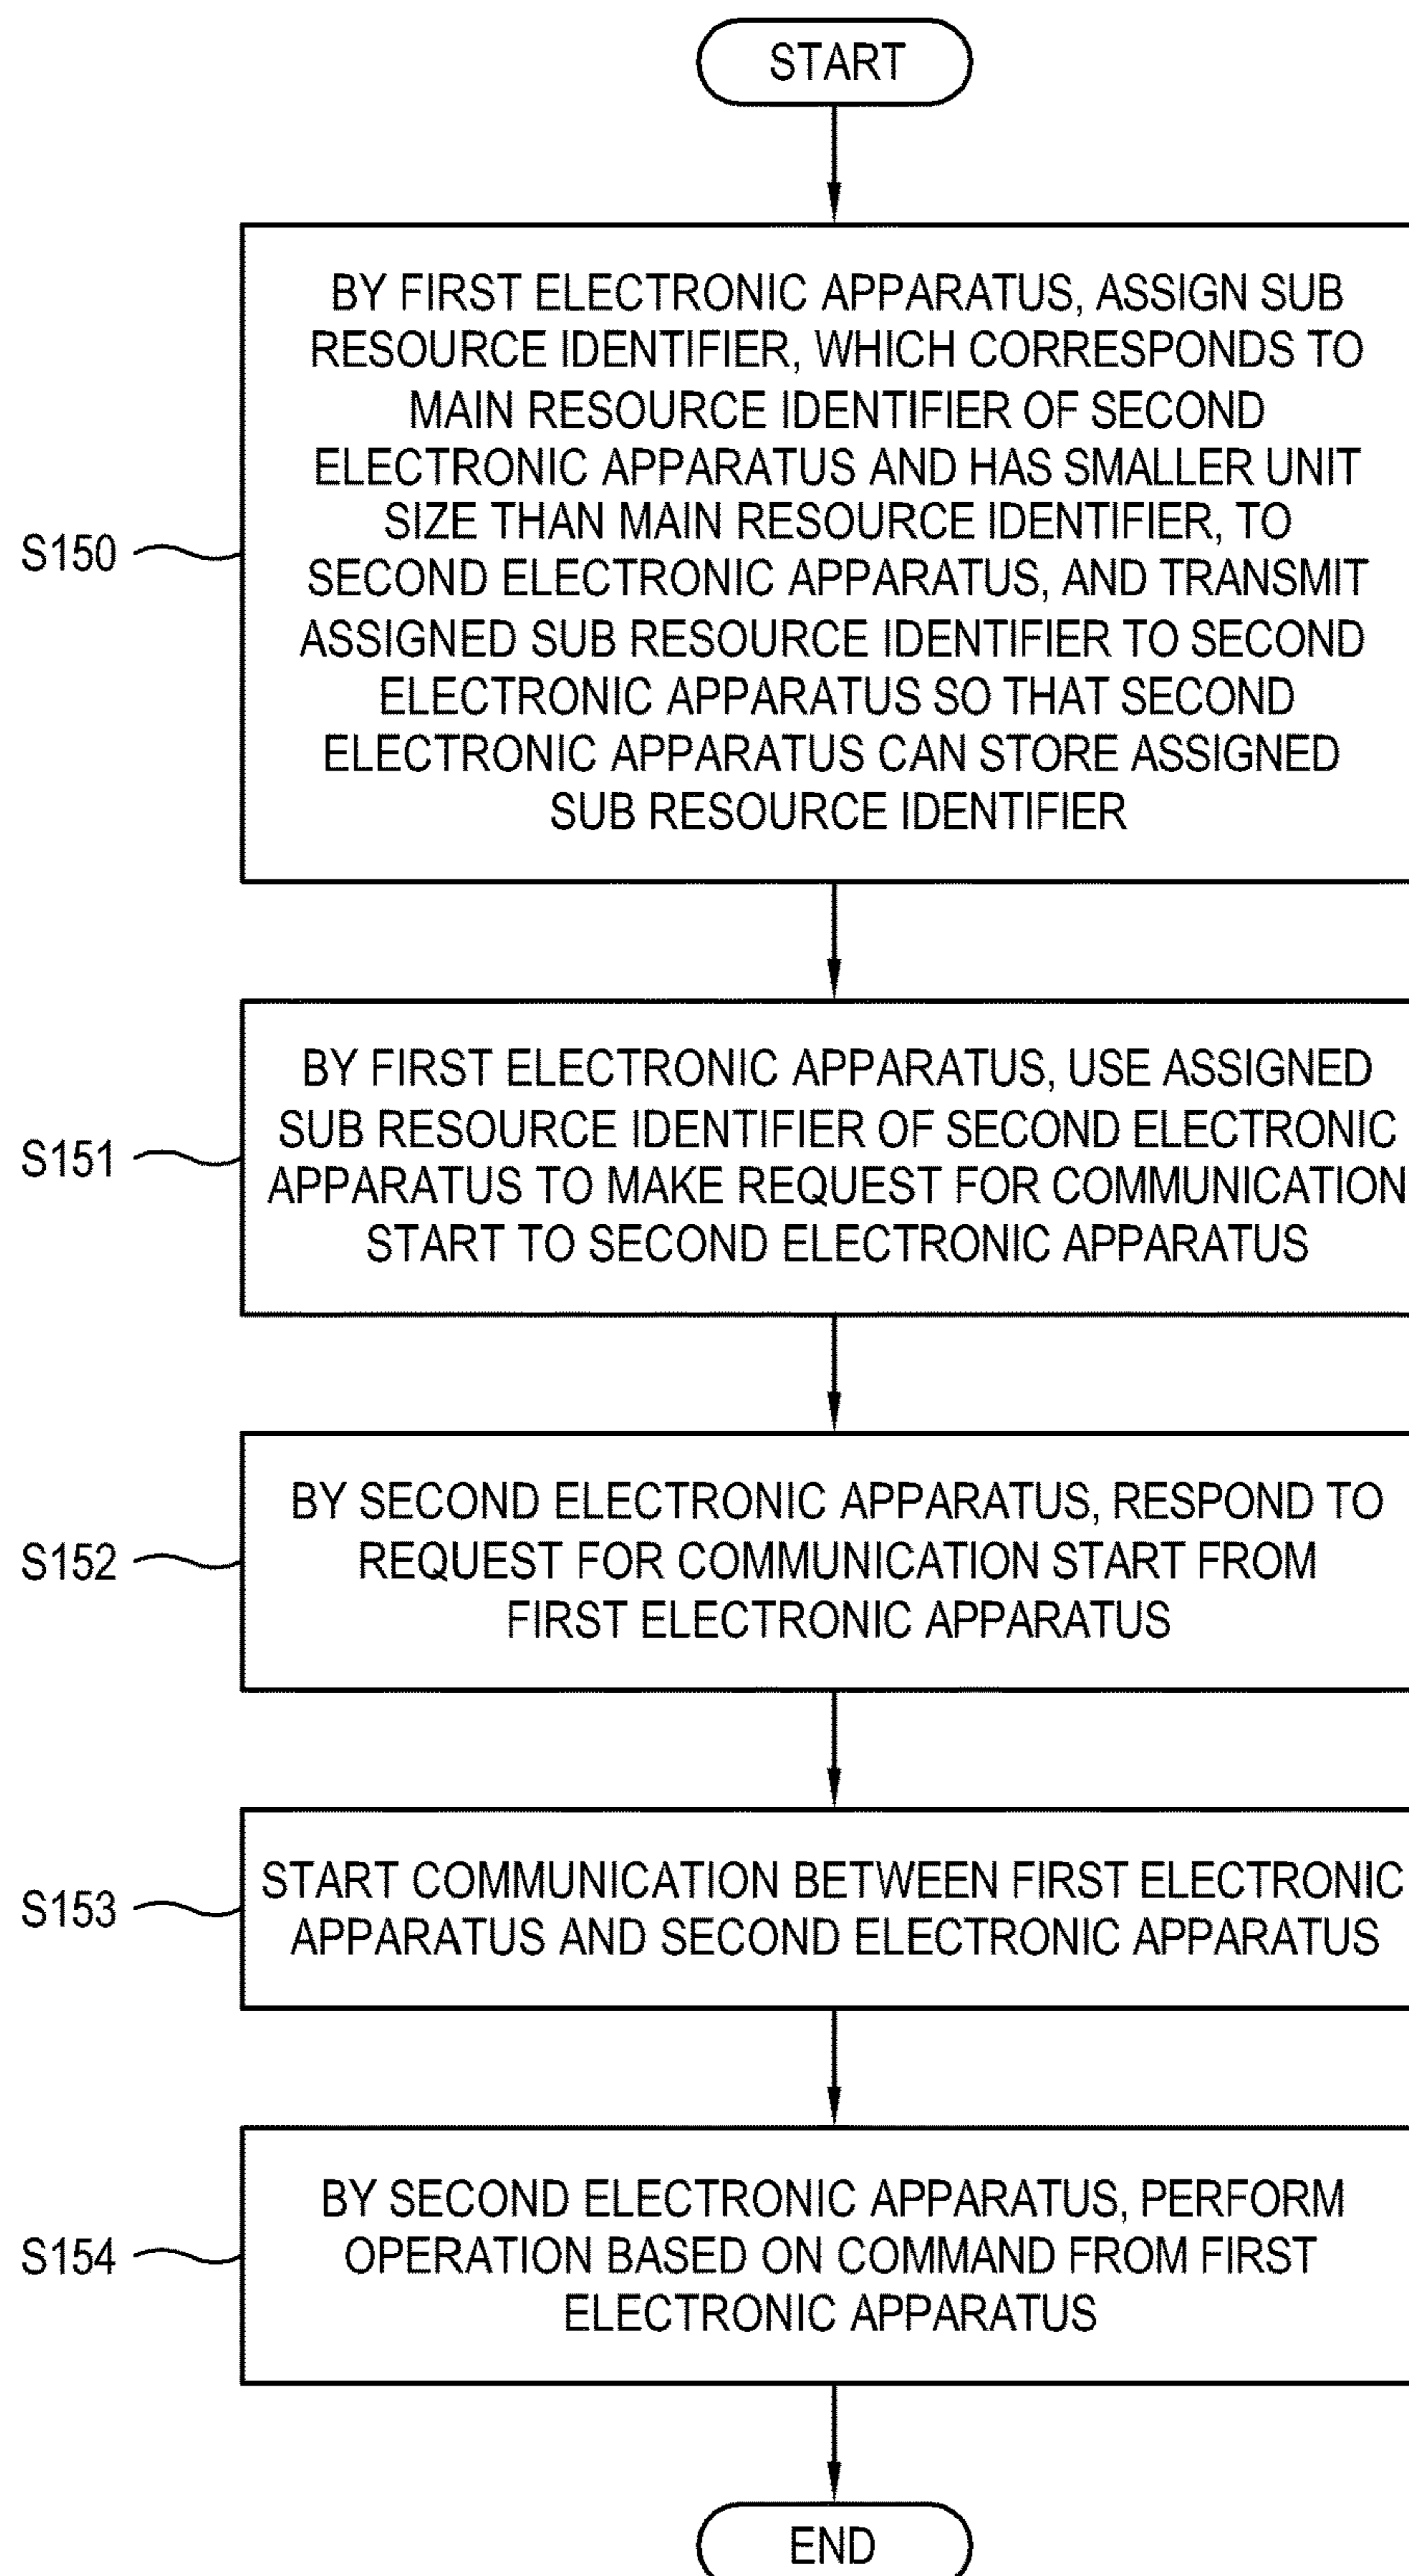 START
BY FIRST ELECTRONIC APPARATUS, ASSIGN SUB
RESOURCE IDENTIFIER, WHICH CORRESPONDS TO
MAIN RESOURCE IDENTIFIER OF SECOND
ELECTRONIC APPARATUS AND HAS SMALLER UNIT
SIZE THAN MAIN RESOURCE IDENTIFIER, TO
SECOND ELECTRONIC APPARATUS, AND TRANSMIT
ASSIGNED SUB RESOURCE IDENTIFIER TO SECOND
ELECTRONIC APPARATUS SO THAT SECOND
ELECTRONIC APPARATUS CAN STORE ASSIGNED
SUB RESOURCE IDENTIFIER
S150
BY FIRST ELECTRONIC APPARATUS, USE ASSIGNED
SUB RESOURCE IDENTIFIER OF SECOND ELECTRONIC
APPARATUS TO MAKE REQUEST FOR COMMUNICATION
START TO SECOND ELECTRONIC APPARATUS
S151
BY SECOND ELECTRONIC APPARATUS, RESPOND TO
REQUEST FOR COMMUNICATION START FROM
FIRST ELECTRONIC APPARATUS
S152
START COMMUNICATION BETWEEN FIRST ELECTRONIC
APPARATUS AND SECOND ELECTRONIC APPARATUS
S153
BY SECOND ELECTRONIC APPARATUS, PERFORM
OPERATION BASED ON COMMAND FROM FIRST
ELECTRONIC APPARATUS
S154
END